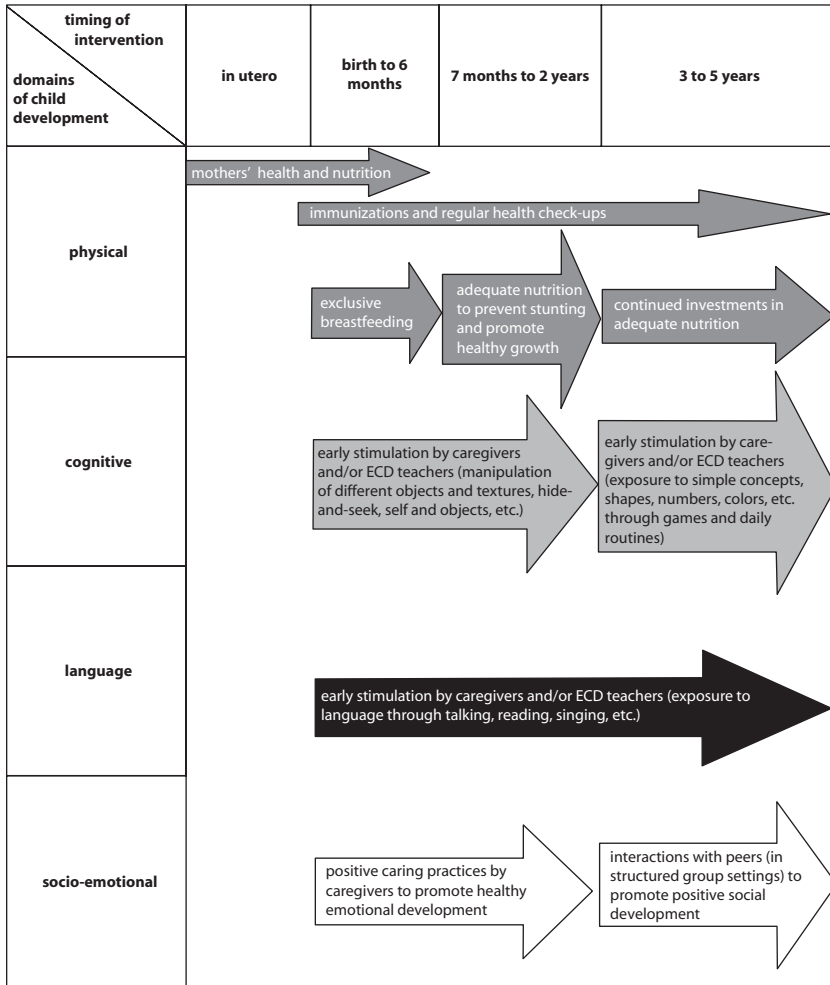 timing of
intervention
domains
of child
development
in utero
birth to 6
months
7 months to 2 years
3 to 5 years
physical
mothers’ health and nutrition
immunizations and regular health check-ups
exclusive
breastfeeding
adequate nutrition
to prevent stunting
and promote
healthy growth
continued investments in
adequate nutrition
cognitive
early stimulation by caregivers
and/or ECD teachers (manipulation
of different objects and textures, hide-
and-seek, self and objects, etc.)
early stimulation by care-
givers and/or ECD teachers
(exposure to simple concepts,
shapes, numbers, colors, etc.
through games and daily
routines)
language
early stimulation by caregivers and/or ECD teachers (exposure to
language through talking, reading, singing, etc.)
socio-emotional
positive caring practices by
caregivers to promote healthy
emotional development
interactions with peers (in
structured group settings) to
promote positive social
development